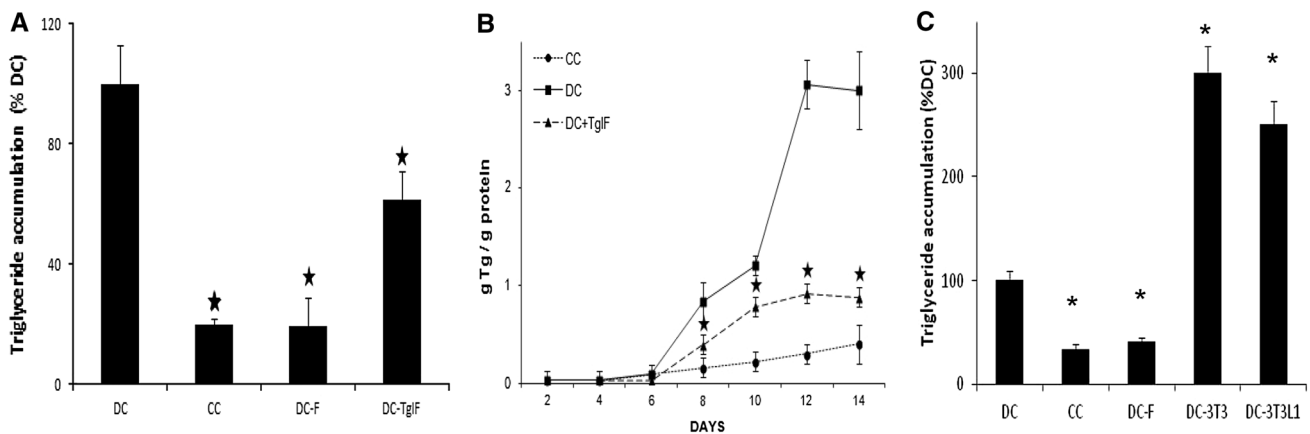 A
Triglyceride accumulation (% DC)
120
80
40
0
DC CC DC-F DC-TgIF
B
g Tg / g protein
CC
DC
DC+TgIF
3
2
1
0
2 4 6 8 10 12 14
DAYS
C
Triglyceride accumulation (%DC)
300
200
100
0
DC CC DC-F DC-3T3 DC-3T3L1
* * * *